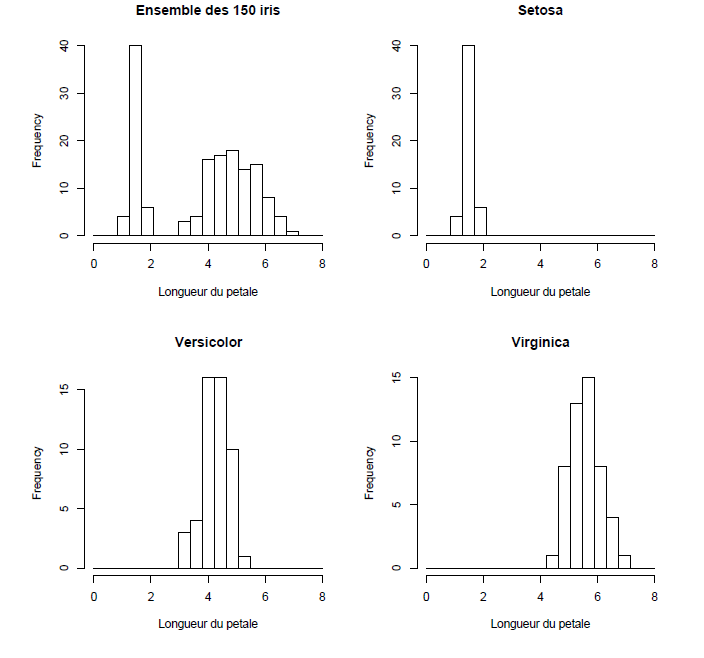 Ensemble des 150 iris
Frequency
40
30
20
10
0
0 2 4 6 8
Longueur du petale
Setosa
Frequency
40
30
20
10
0
0 2 4 6 8
Longueur du petale
Versicolor
Frequency
15
10
5
0
0 2 4 6 8
Longueur du petale
Virginica
Frequency
15
10
5
0
0 2 4 6 8
Longueur du petale